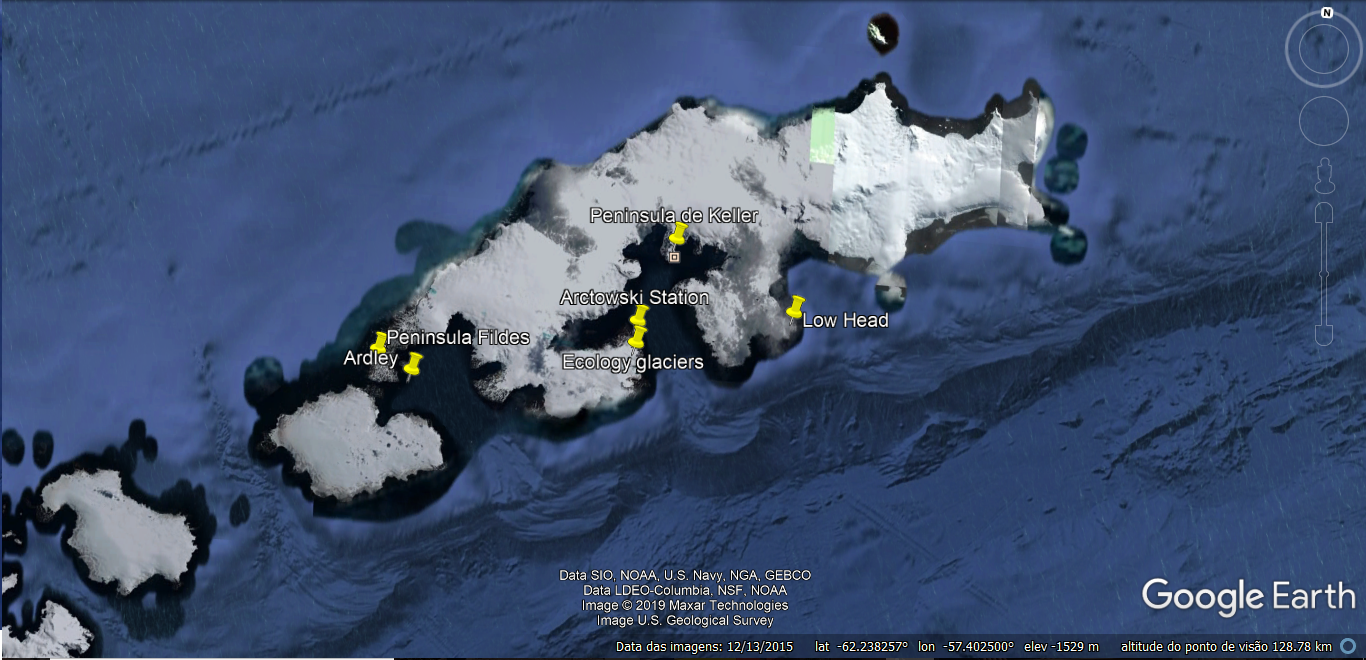 N
Peninsula de Keller
Arctowski Station
Low Head
Peninsula Fildes
Ardley
Ecology glaciers
Data SIO, NOAA, U.S. Navy, NGA, GEBCO
Data LDEO-Columbia, NSF, NOAA
Image © 2019 Maxar Technologies
Image U.S. Geological Survey
Google Earth
Data das imagens: 12/13/2015 lat -62.238257° lon -57.402500° elev -1529 m altitude do ponto de visão 128.78 km